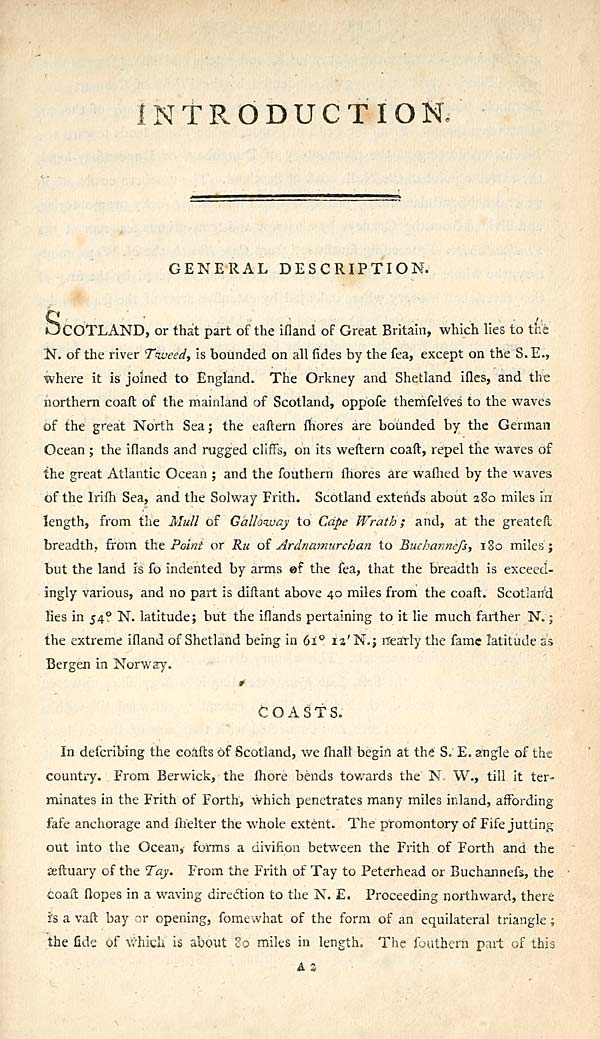 INTRODUCTION.
GENERAL DESCRIPTION.
SCOTLAND, or that part of the iſland of Great Britain, which lies to the
N. of the river Tweed, is bounded on all ſides by the ſea, except on the S. E.,
where it is joined to England. The Orkney and Shetland iſles, and the
northern coaſt of the mainland of Scotland, oppoſe themſelves to the waves
of the great North Sea; the eaſtern ſhores are bounded by the German
Ocean; the iſlands and rugged cliffs, on its weſtern coaſt, repel the waves of
the great Atlantic Ocean; and the ſouthern ſhores are waſhed by the waves
of the Iriſh Sea, and the Solway Frith. Scotland extends about 280 miles in
length, from the Mull of Galloway to Cape Wrath; and, at the greateſt
breadth, from the Point or Ru of Ardnamurchan to Buchanneſs, 180 miles;
but the land is ſo indented by arms of the ſea, that the breadth is exceed-
ingly various, and no part is diſtant above 40 miles from the coaſt. Scotland
lies in 54° N. latitude; but the iſlands pertaining to it lie much farther N.;
the extreme iſland of Shetland being in 61° 12′ N.; nearly the ſame latitude as
Bergen in Norway.
COASTS.
In deſcribing the coaſts of Scotland, we ſhall begin at the S. E. angle of the
country. From Berwick, the ſhore bends towards the N. W., till it ter-
minates in the Frith of Forth, which penetrates many miles inland, affording
ſafe anchorage and ſhelter the whole extent. The promontory of Fife jutting
out into the Ocean, forms a diviſion between the Frith of Forth and the
æſtuary of the Tay. From the Frith of Tay to Peterhead or Buchanneſs, the
coaſt ſlopes in a waving direction to the N. E. Proceeding northward, there
is a vaſt bay or opening, ſomewhat of the form of an equilateral triangle;
the ſide of which is about 80 miles in length. The ſouthern part of this
A 2